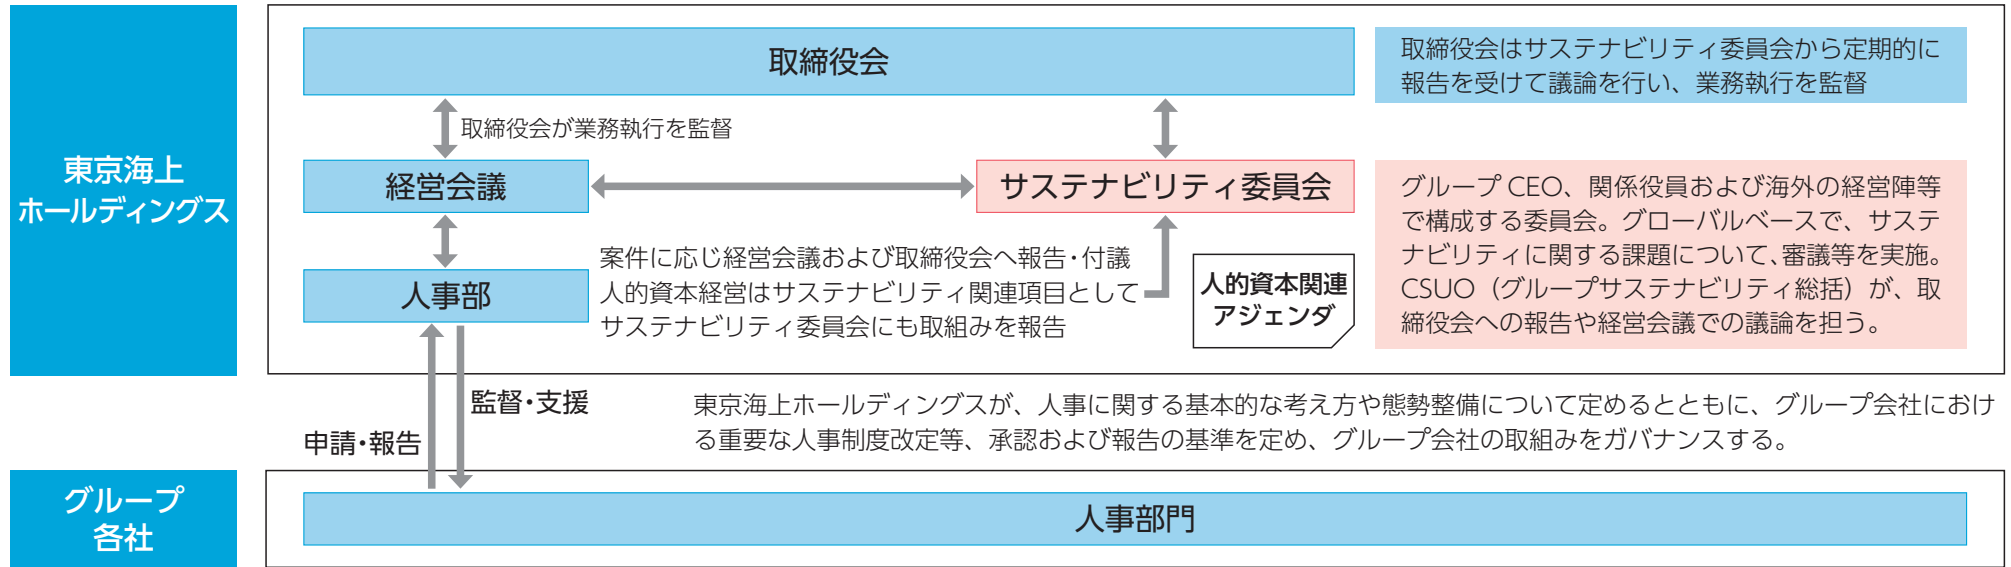 東京海上
ホールディングス
取締役会
取締役会はサステナビリティ委員会から定期的に
報告を受けて議論を行い、業務執行を監督
取締役会が業務執行を監督
経営会議
サステナビリティ委員会
グループCEO、関係役員および海外の経営陣等
で構成する委員会。グローバルベースで、サステ
ナビリティに関する課題について、審議等を実施。
CSUO（グループサステナビリティ総括）が、取
締役会への報告や経営会議での議論を担う。
人事部
案件に応じ経営会議および取締役会へ報告・付議
人的資本経営はサステナビリティ関連項目として
サステナビリティ委員会にも取組みを報告
人的資本関連
アジェンダ
監督・支援
申請・報告
東京海上ホールディングスが、人事に関する基本的な考え方や態勢整備について定めるとともに、グループ会社におけ
る重要な人事制度改定等、承認および報告の基準を定め、グループ会社の取組みをガバナンスする。
グループ
各社
人事部門